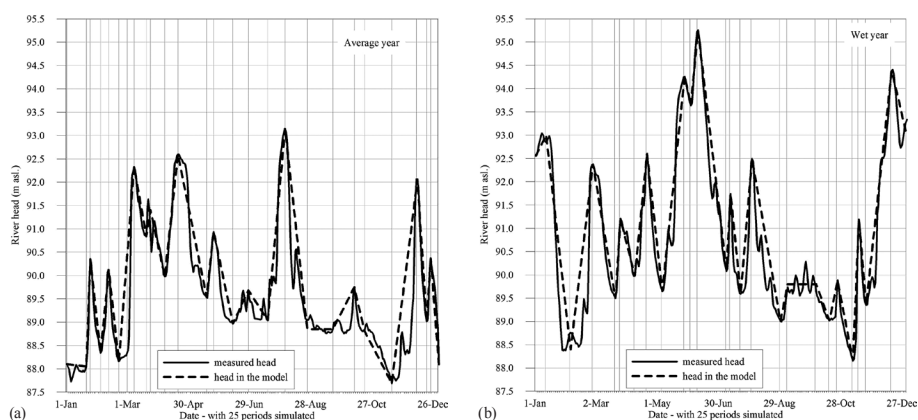 95.5
95.0
94.5
94.0
93.5
93.0
92.5
92.0
91.5
91.0
90.5
90.0
89.5
89.0
88.5
88.0
87.5
River head (m asl.)
Average year
measured head
head in the model
1-Jan 1-Mar 30-Apr 29-Jun 28-Aug 27-Oct 26-Dec
(a) Date - with 25 periods simulated
95.5
95.0
94.5
94.0
93.5
93.0
92.5
92.0
91.5
91.0
90.5
90.0
89.5
89.0
88.5
88.0
87.5
River head (m asl.)
Wet year
measured head
head in the model
1-Jan 2-Mar 1-May 30-Jun 29-Aug 28-Oct 27-Dec
(b) Date - with 25 periods simulated